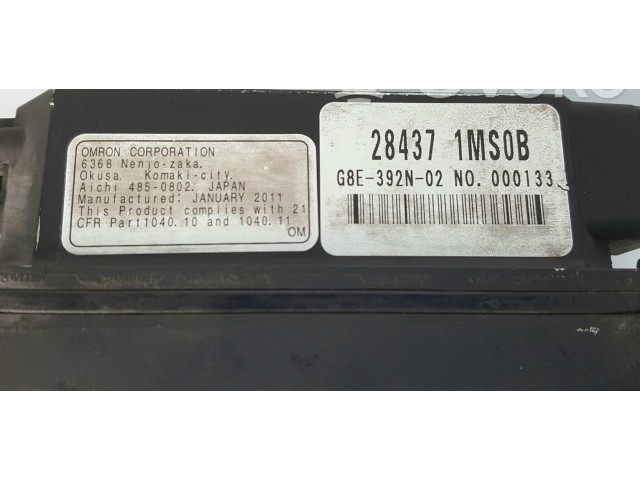 OMRON CORPORATION
6368 Nenjo-zaka.
Okusa. Komaki-city.
Aichi 485-0802. JAPAN
Manufactured: JANUARY 2011
This Product complies with 21
CFR Part1040.10 and 1040.11
OM
28437 1MS0B
G8E-392N-02 NO. 000133